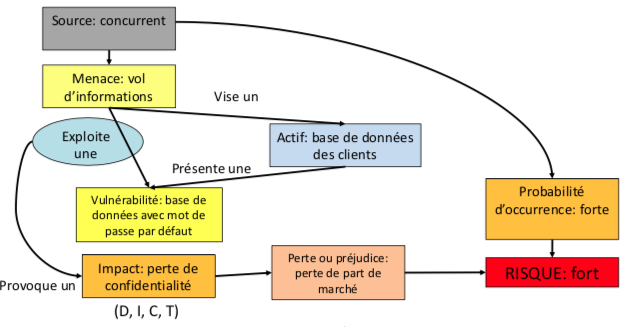 Source: concurrent
Menace: vol
d’informations
Vise un
Exploite
une
Actif: base de données
des clients
Présente une
Vulnérabilité: base de
données avec mot de
passe par défaut
Probabilité
d’occurrence: forte
Provoque un
Impact: perte de
confidentialité
(D, I, C, T)
Perte ou préjudice:
perte de part de
marché
RISQUE: fort